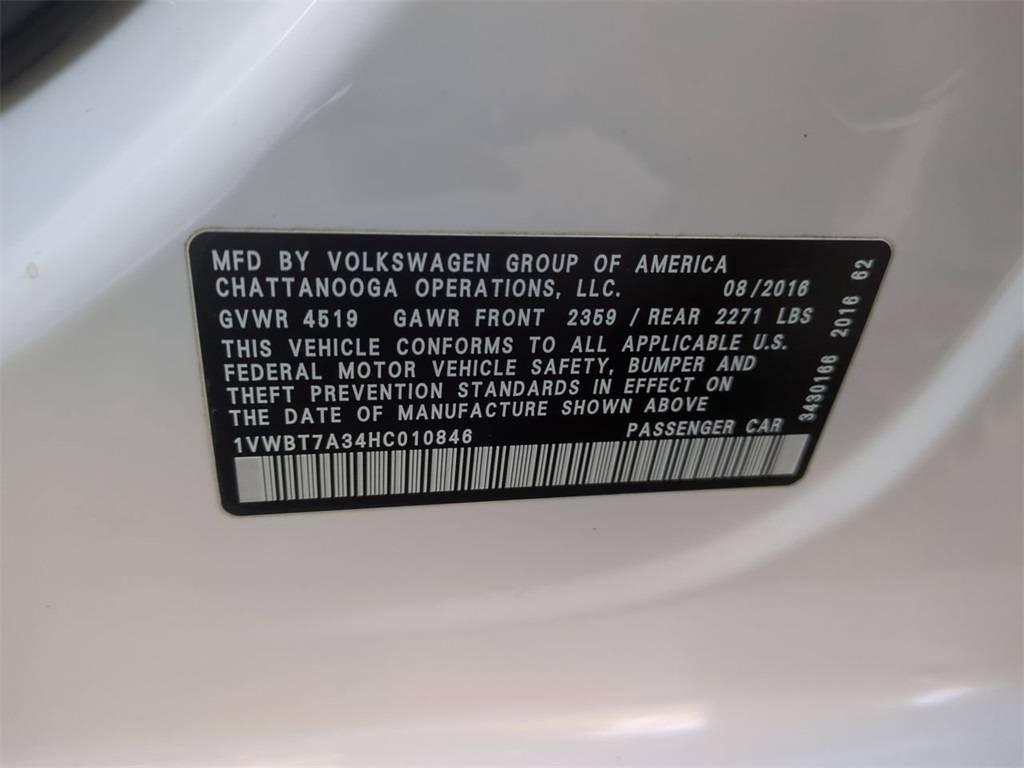 MFD BY VOLKSWAGEN GROUP OF AMERICA
CHATTANOOGA OPERATIONS, LLC. 08/2016
GVWR 4519 GAWR FRONT 2359 / REAR 2271 LBS
THIS VEHICLE CONFORMS TO ALL APPLICABLE U.S.
FEDERAL MOTOR VEHICLE SAFETY, BUMPER AND
THEFT PREVENTION STANDARDS IN EFFECT ON
THE DATE OF MANUFACTURE SHOWN ABOVE
1VWBT7A34HC010846 PASSENGER CAR
3430166 2016 62